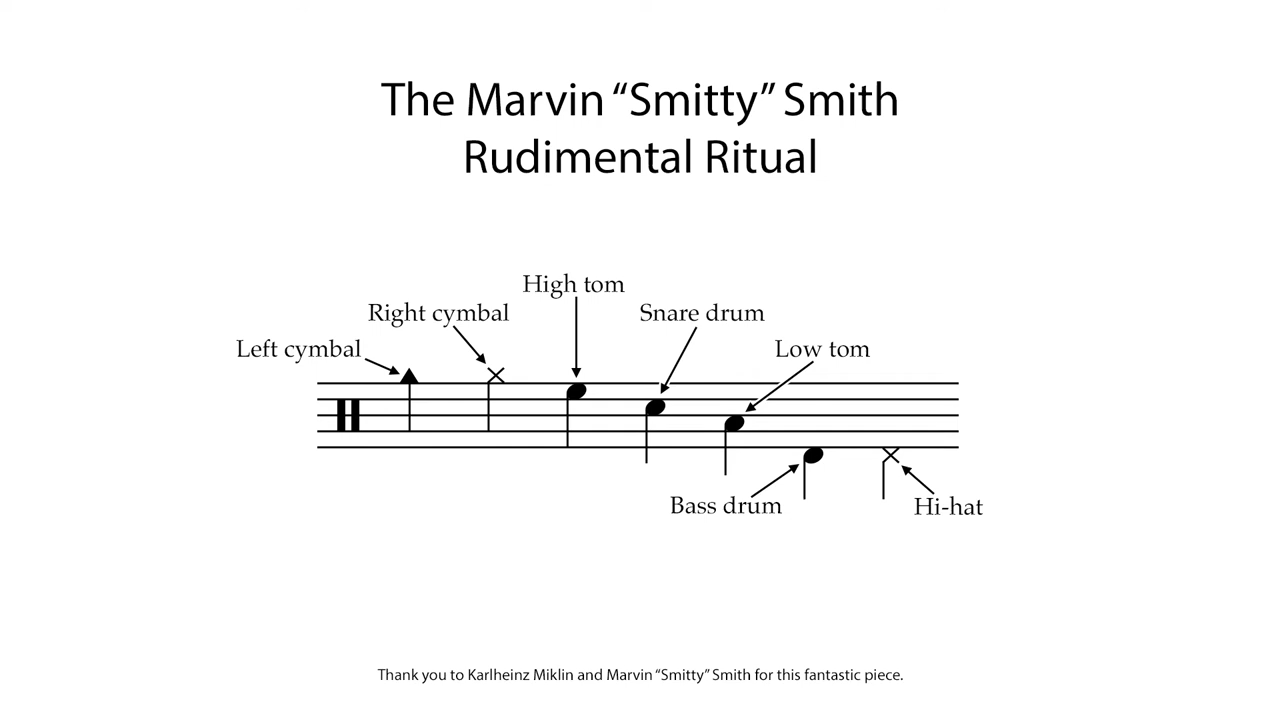 The Marvin “Smitty” Smith
Rudimental Ritual
High tom
Right cymbal
Snare drum
Left cymbal
Low tom
Bass drum
Hi-hat
Thank you to Karlheinz Miklin and Marvin “Smitty” Smith for this fantastic piece.